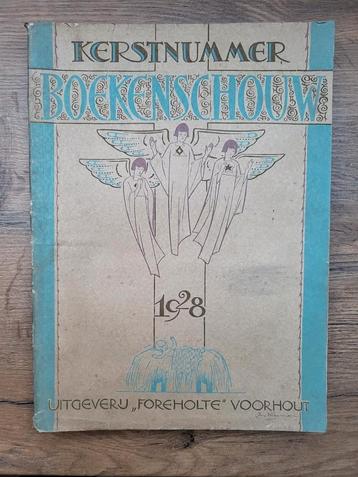 KERSTNUMMER
BOEKENSCHOUW
1928
UITGEVERIJ „FOREHOLTE” VOORHOUT